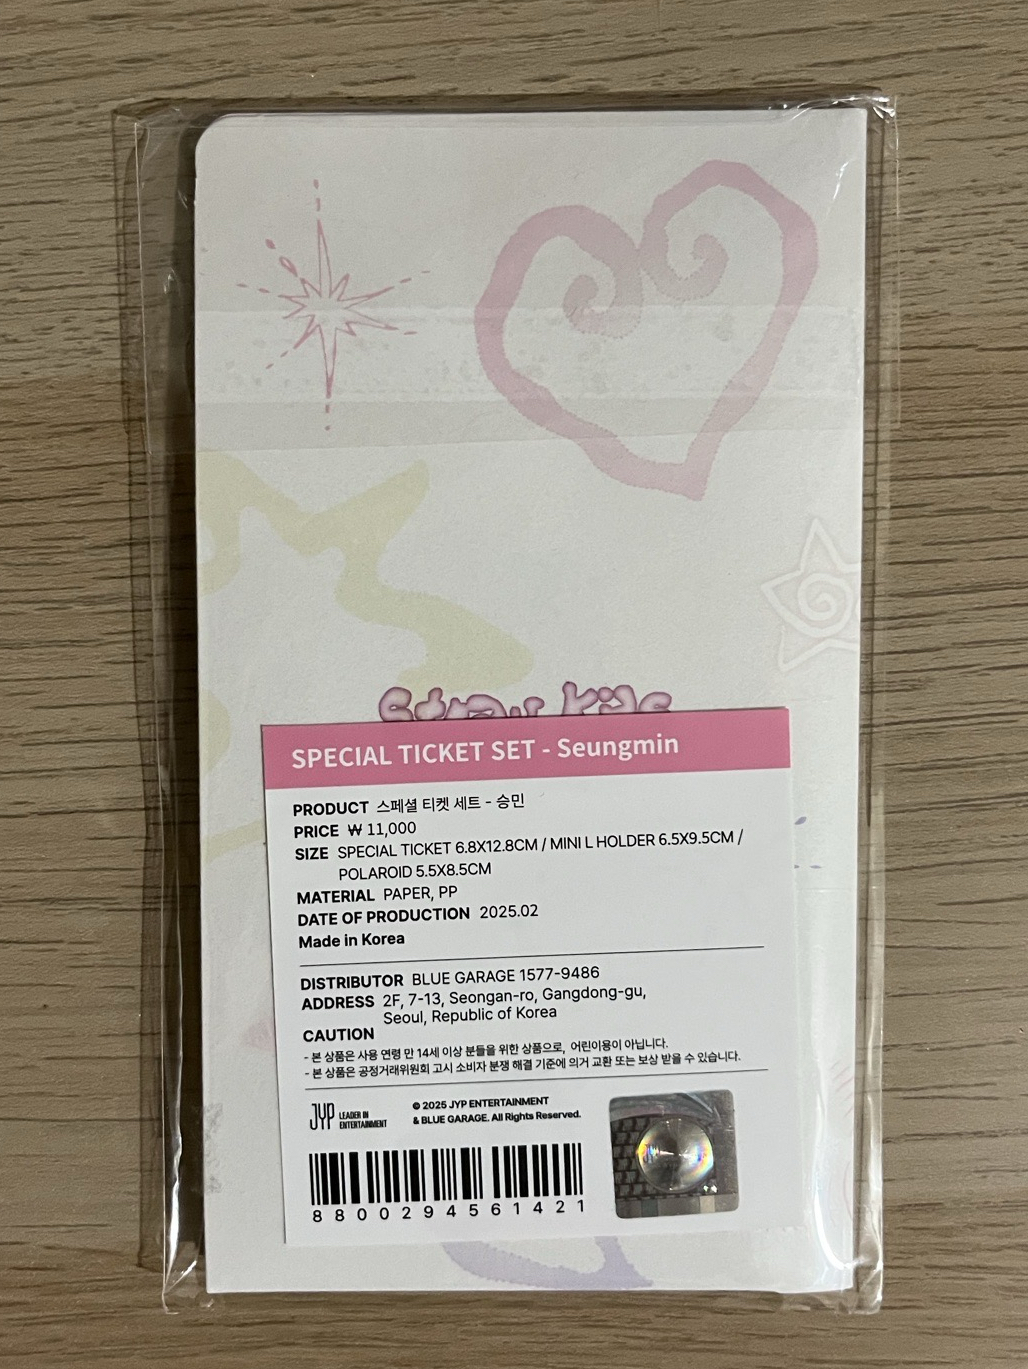 Stray Kids
SPECIAL TICKET SET - Seungmin
PRODUCT 스페셜 티켓 세트 - 승민
PRICE ₩ 11,000
SIZE SPECIAL TICKET 6.8X12.8CM / MINI L HOLDER 6.5X9.5CM /
POLAROID 5.5X8.5CM
MATERIAL PAPER, PP
DATE OF PRODUCTION 2025.02
Made in Korea
DISTRIBUTOR BLUE GARAGE 1577-9486
ADDRESS 2F, 7-13, Seongan-ro, Gangdong-gu,
Seoul, Republic of Korea
CAUTION
- 본 상품은 사용 연령 만 14세 이상 분들을 위한 상품으로, 어린이용이 아닙니다.
- 본 상품은 공정거래위원회 고시 소비자 분쟁 해결 기준에 의거 교환 또는 보상 받을 수 있습니다.
JYP LEADER IN
ENTERTAINMENT
© 2025 JYP ENTERTAINMENT
& BLUE GARAGE. All Rights Reserved.
8800294561421